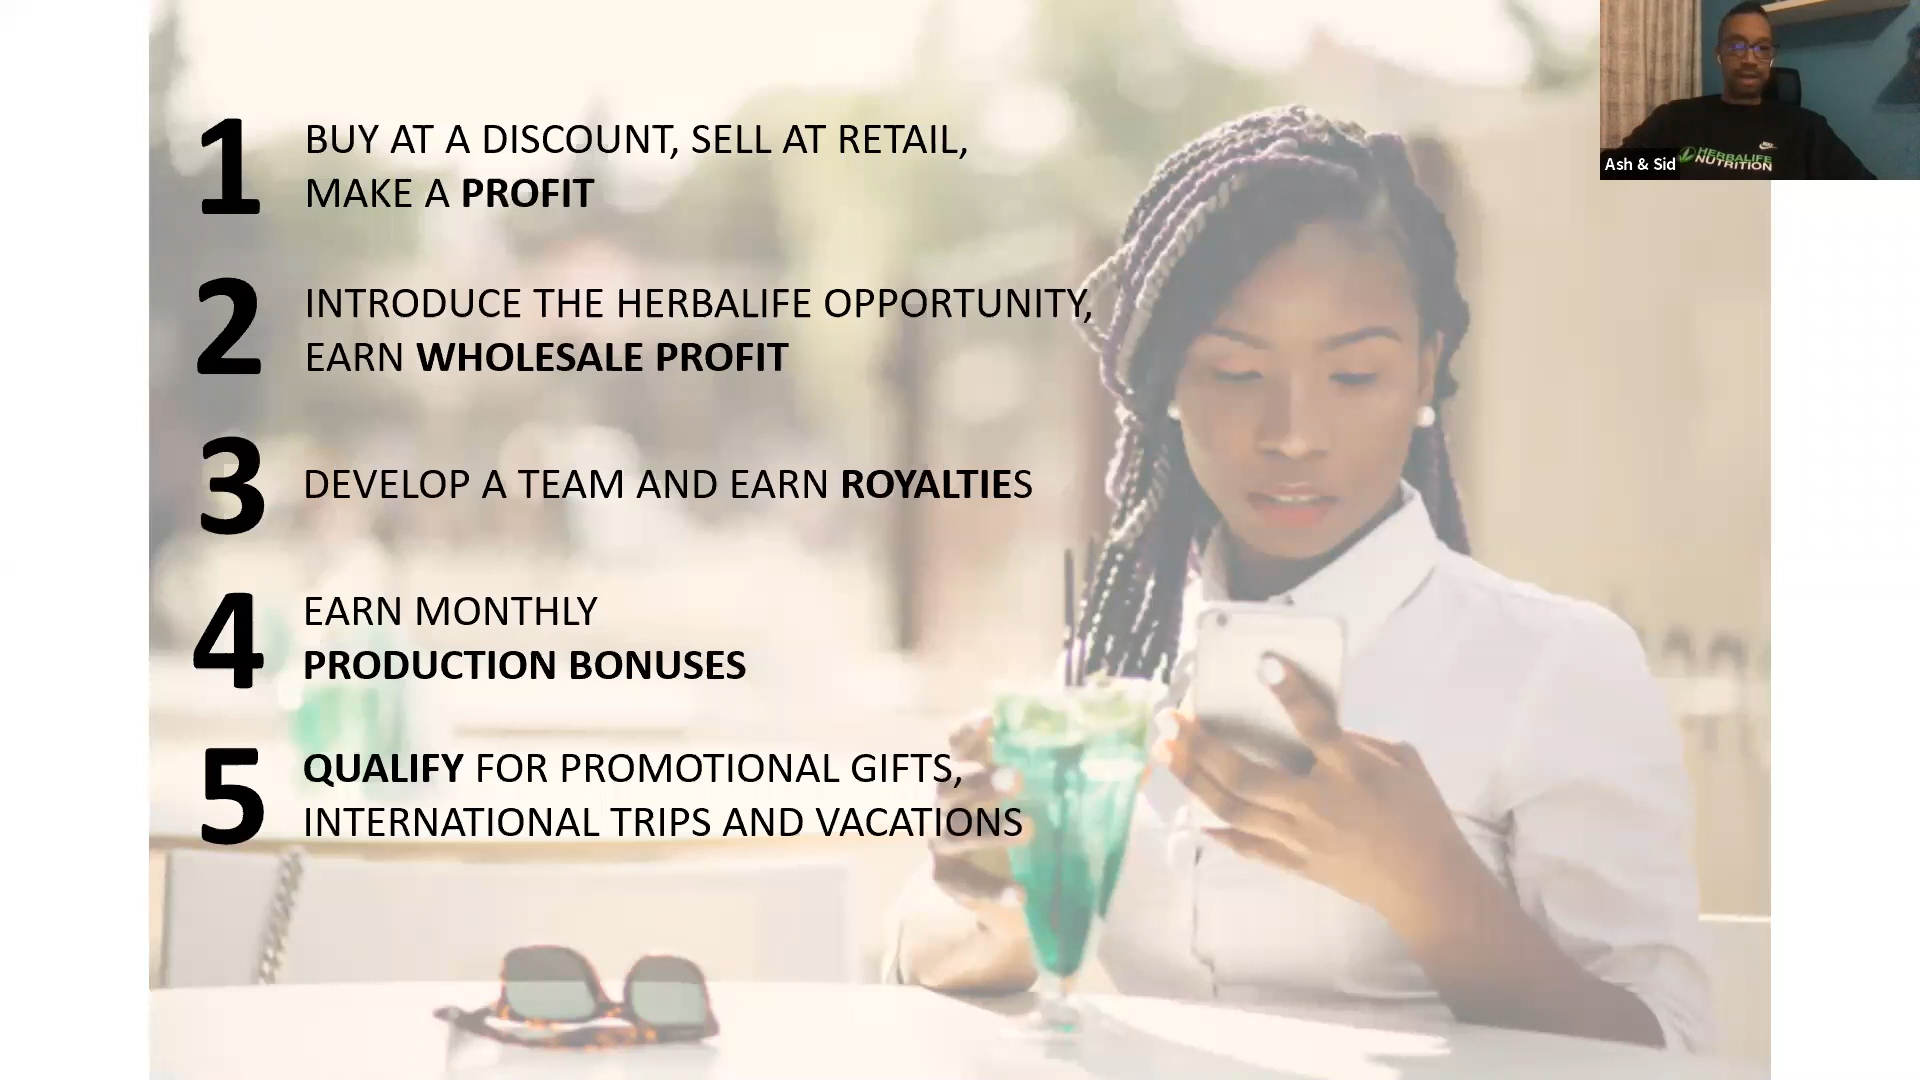 1
BUY AT A DISCOUNT, SELL AT RETAIL,
MAKE A PROFIT
2
INTRODUCE THE HERBALIFE OPPORTUNITY,
EARN WHOLESALE PROFIT
3
DEVELOP A TEAM AND EARN ROYALTIES
4
EARN MONTHLY
PRODUCTION BONUSES
5
QUALIFY FOR PROMOTIONAL GIFTS,
INTERNATIONAL TRIPS AND VACATIONS
Ash & Sid
HERBALIFE
NUTRITION